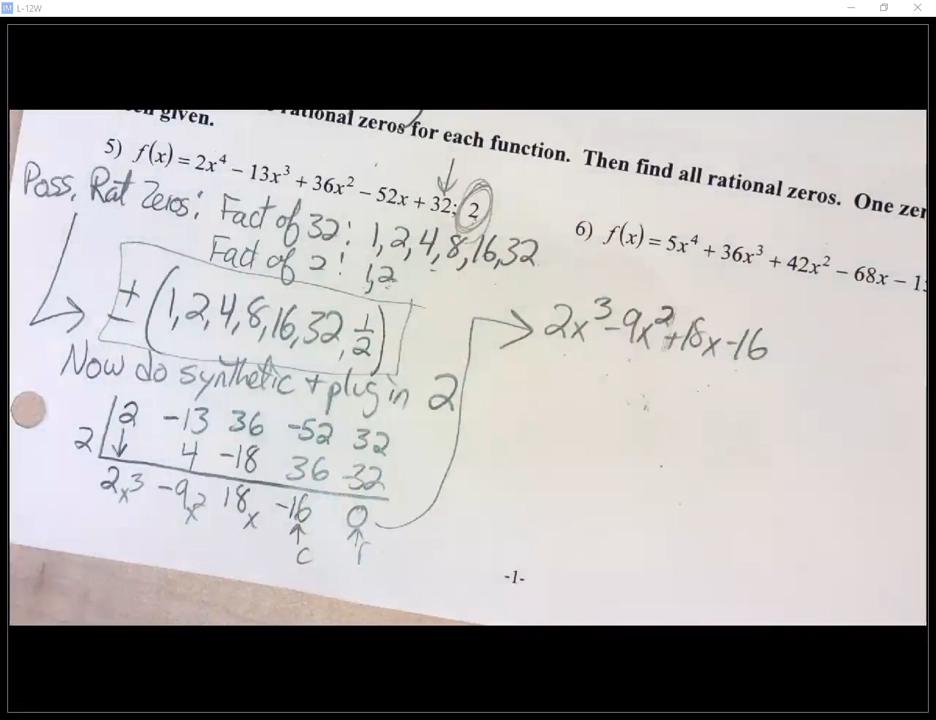 L-12W
en given.
rational zeros for each function. Then find all rational zeros. One zer
5) f(x) = 2x⁴ − 13x³ + 36x² − 52x + 32; 2
Poss. Rat Zeros: Fact of 32: 1,2,4,8,16,32
Fact of 2: 1,2
± (1,2,4,8,16,32,1/2)
Now do synthetic + plug in 2
2 -13 36 -52 32
2 ↓ 4 -18 36 -32
2x³ -9x² 18x -16 0
↑ ↑
c r
6) f(x) = 5x⁴ + 36x³ + 42x² − 68x − 1
→ 2x³-9x²+18x-16
-1-